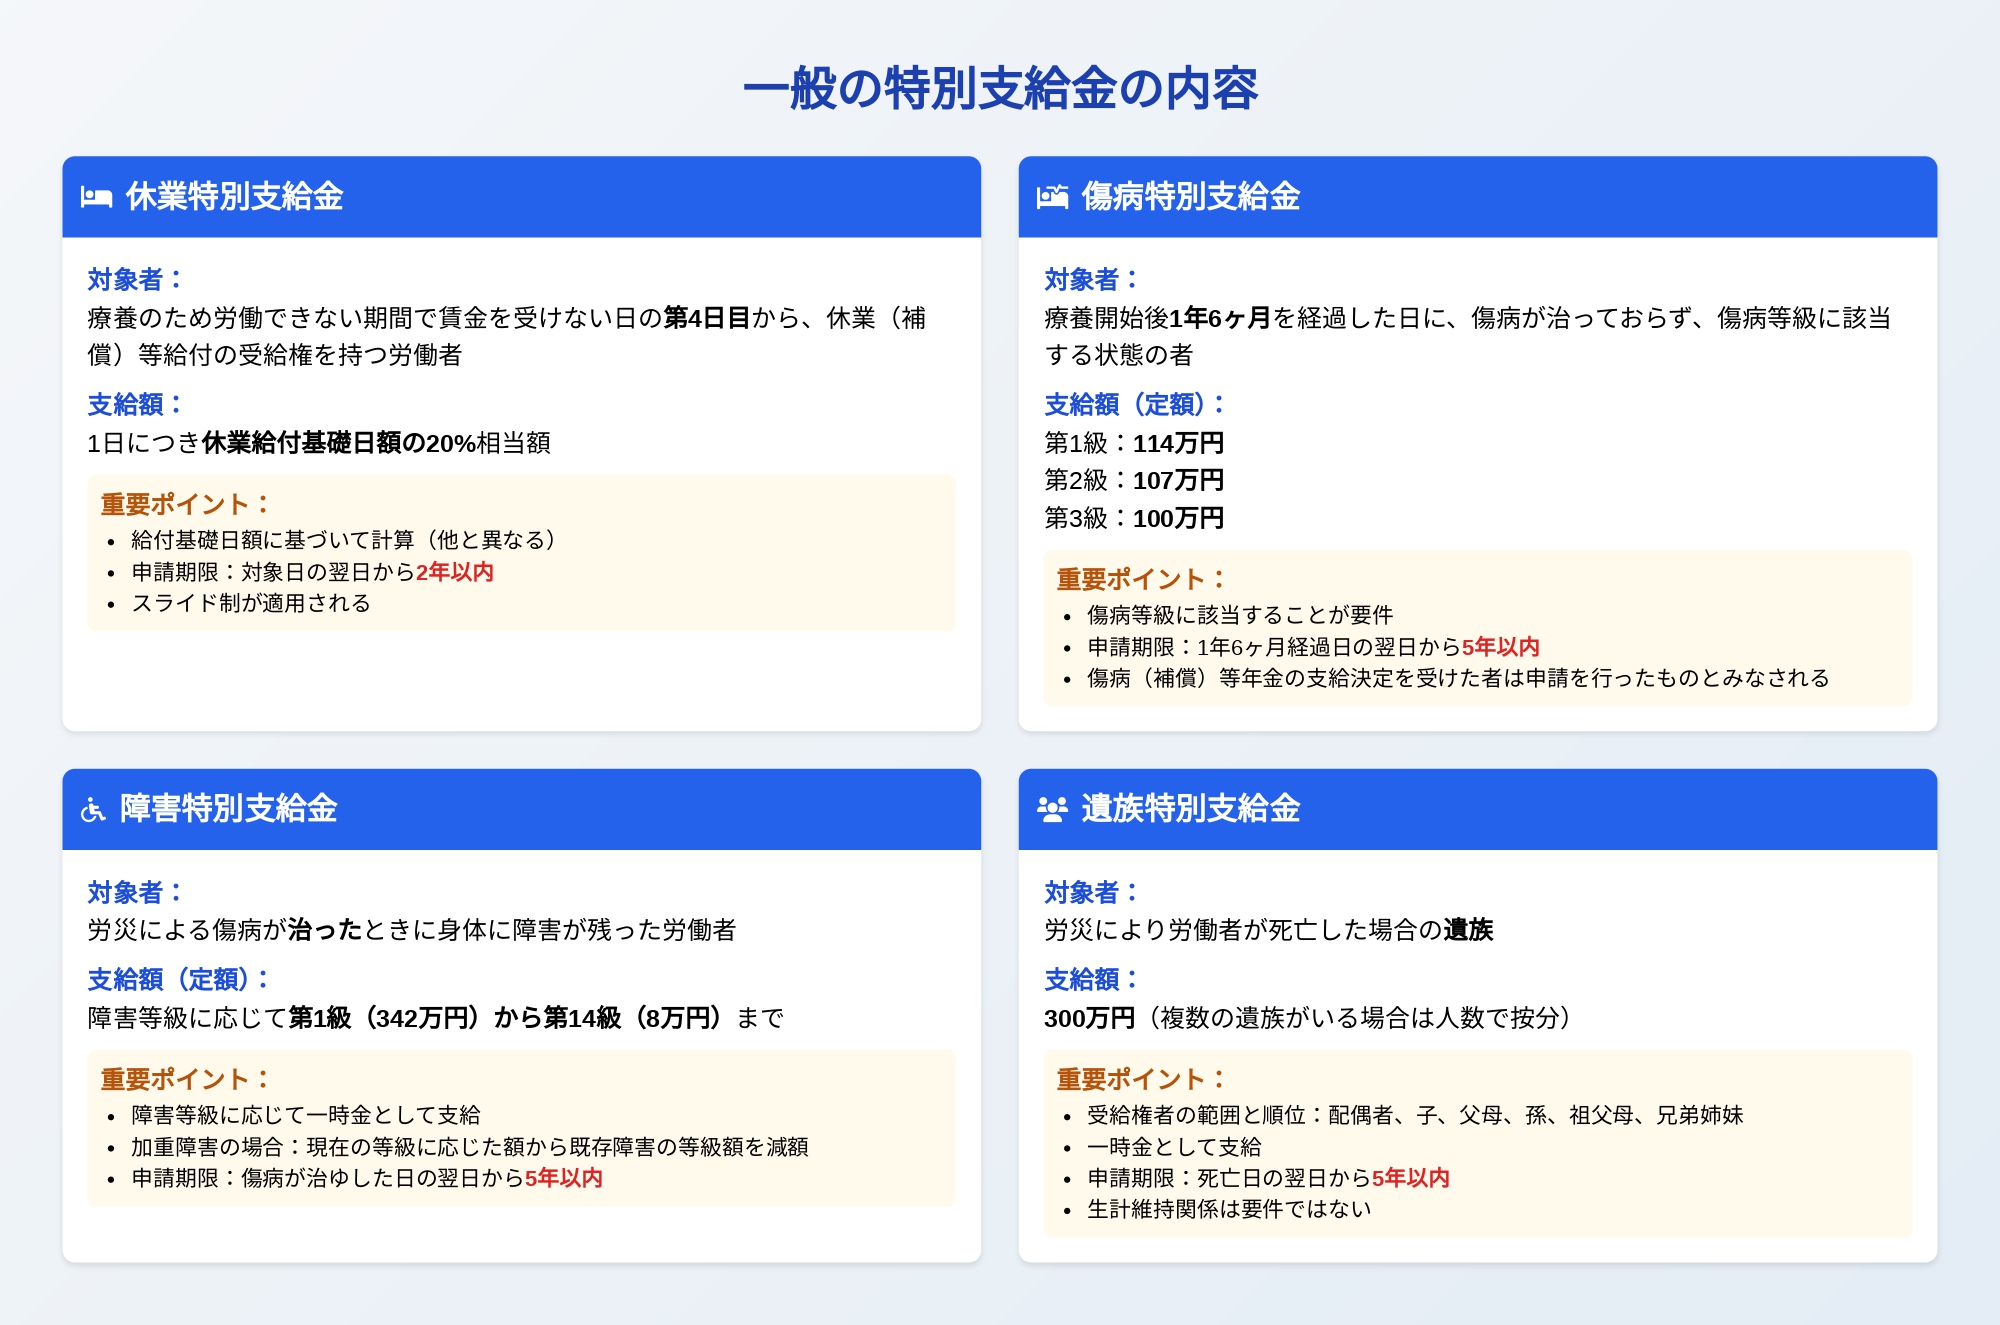 一般の特別支給金の内容
休業特別支給金
対象者：
療養のため労働できない期間で賃金を受けない日の第4日目から、休業（補
償）等給付の受給権を持つ労働者
支給額：
1日につき休業給付基礎日額の20%相当額
重要ポイント：
• 給付基礎日額に基づいて計算（他と異なる）
• 申請期限：対象日の翌日から2年以内
• スライド制が適用される
傷病特別支給金
対象者：
療養開始後1年6ヶ月を経過した日に、傷病が治っておらず、傷病等級に該当
する状態の者
支給額（定額）：
第1級：114万円
第2級：107万円
第3級：100万円
重要ポイント：
• 傷病等級に該当することが要件
• 申請期限：1年6ヶ月経過日の翌日から5年以内
• 傷病（補償）等年金の支給決定を受けた者は申請を行ったものとみなされる
障害特別支給金
対象者：
労災による傷病が治ったときに身体に障害が残った労働者
支給額（定額）：
障害等級に応じて第1級（342万円）から第14級（8万円）まで
重要ポイント：
• 障害等級に応じて一時金として支給
• 加重障害の場合：現在の等級に応じた額から既存障害の等級額を減額
• 申請期限：傷病が治ゆした日の翌日から5年以内
遺族特別支給金
対象者：
労災により労働者が死亡した場合の遺族
支給額：
300万円（複数の遺族がいる場合は人数で按分）
重要ポイント：
• 受給権者の範囲と順位：配偶者、子、父母、孫、祖父母、兄弟姉妹
• 一時金として支給
• 申請期限：死亡日の翌日から5年以内
• 生計維持関係は要件ではない